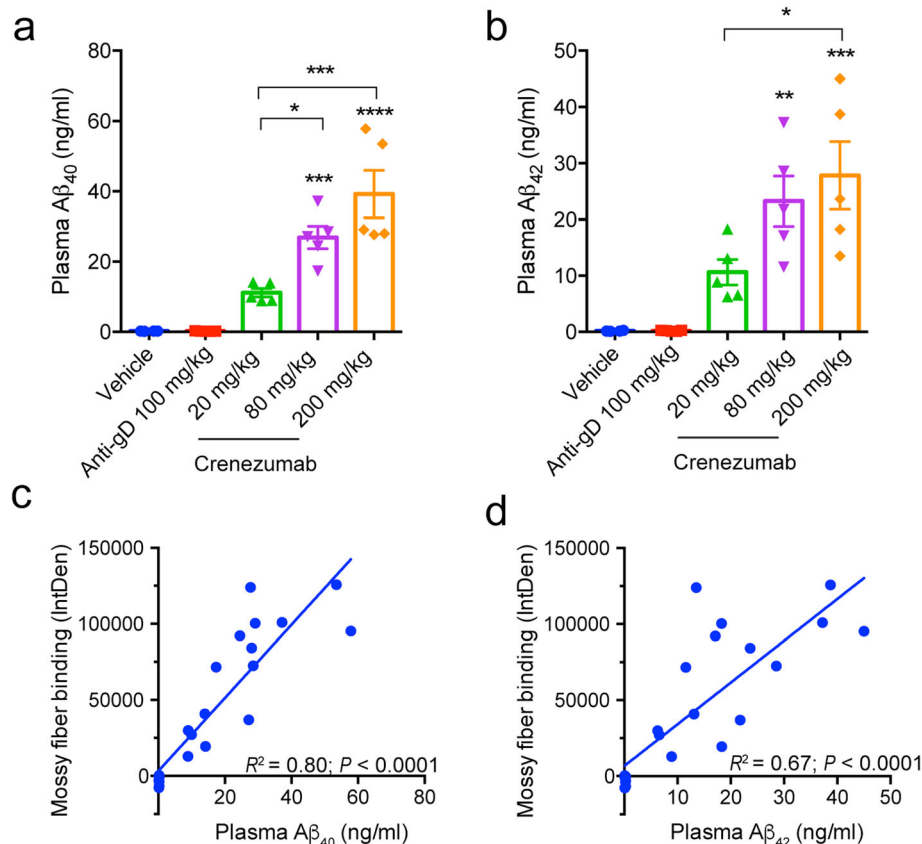 a
Plasma Aβ40 (ng/ml)
80
60
40
20
0
***
*
***
****
Vehicle
Anti-gD 100 mg/kg
20 mg/kg
80 mg/kg
200 mg/kg
Crenezumab
b
Plasma Aβ42 (ng/ml)
50
40
30
20
10
0
*
**
***
Vehicle
Anti-gD 100 mg/kg
20 mg/kg
80 mg/kg
200 mg/kg
Crenezumab
c
Mossy fiber binding (IntDen)
150000
100000
50000
0
R² = 0.80; P < 0.0001
20 40 60 80
Plasma Aβ40 (ng/ml)
d
Mossy fiber binding (IntDen)
150000
100000
50000
0
R² = 0.67; P < 0.0001
10 20 30 40 50
Plasma Aβ42 (ng/ml)